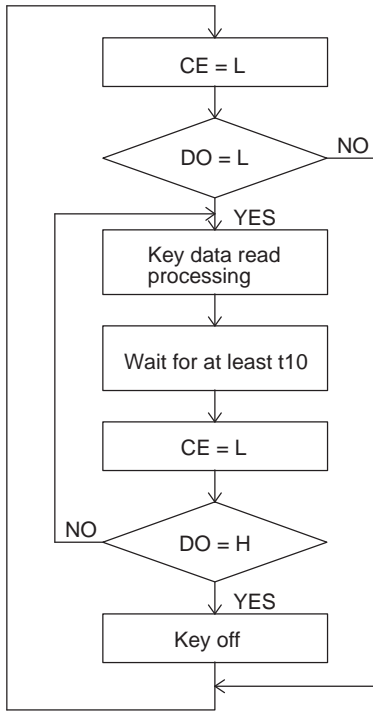 CE = L
DO = L
NO
YES
Key data read
processing
Wait for at least t10
CE = L
NO
DO = H
YES
Key off